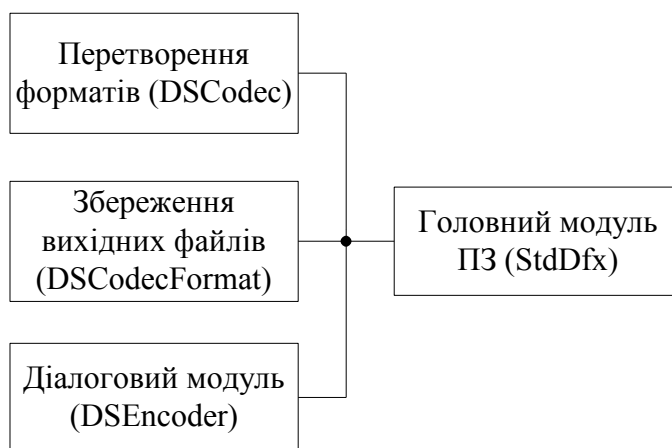 Перетворення
форматів (DSCodec)
Збереження
вихідних файлів
(DSCodecFormat)
Головний модуль
ПЗ (StdDfx)
Діалоговий модуль
(DSEncoder)